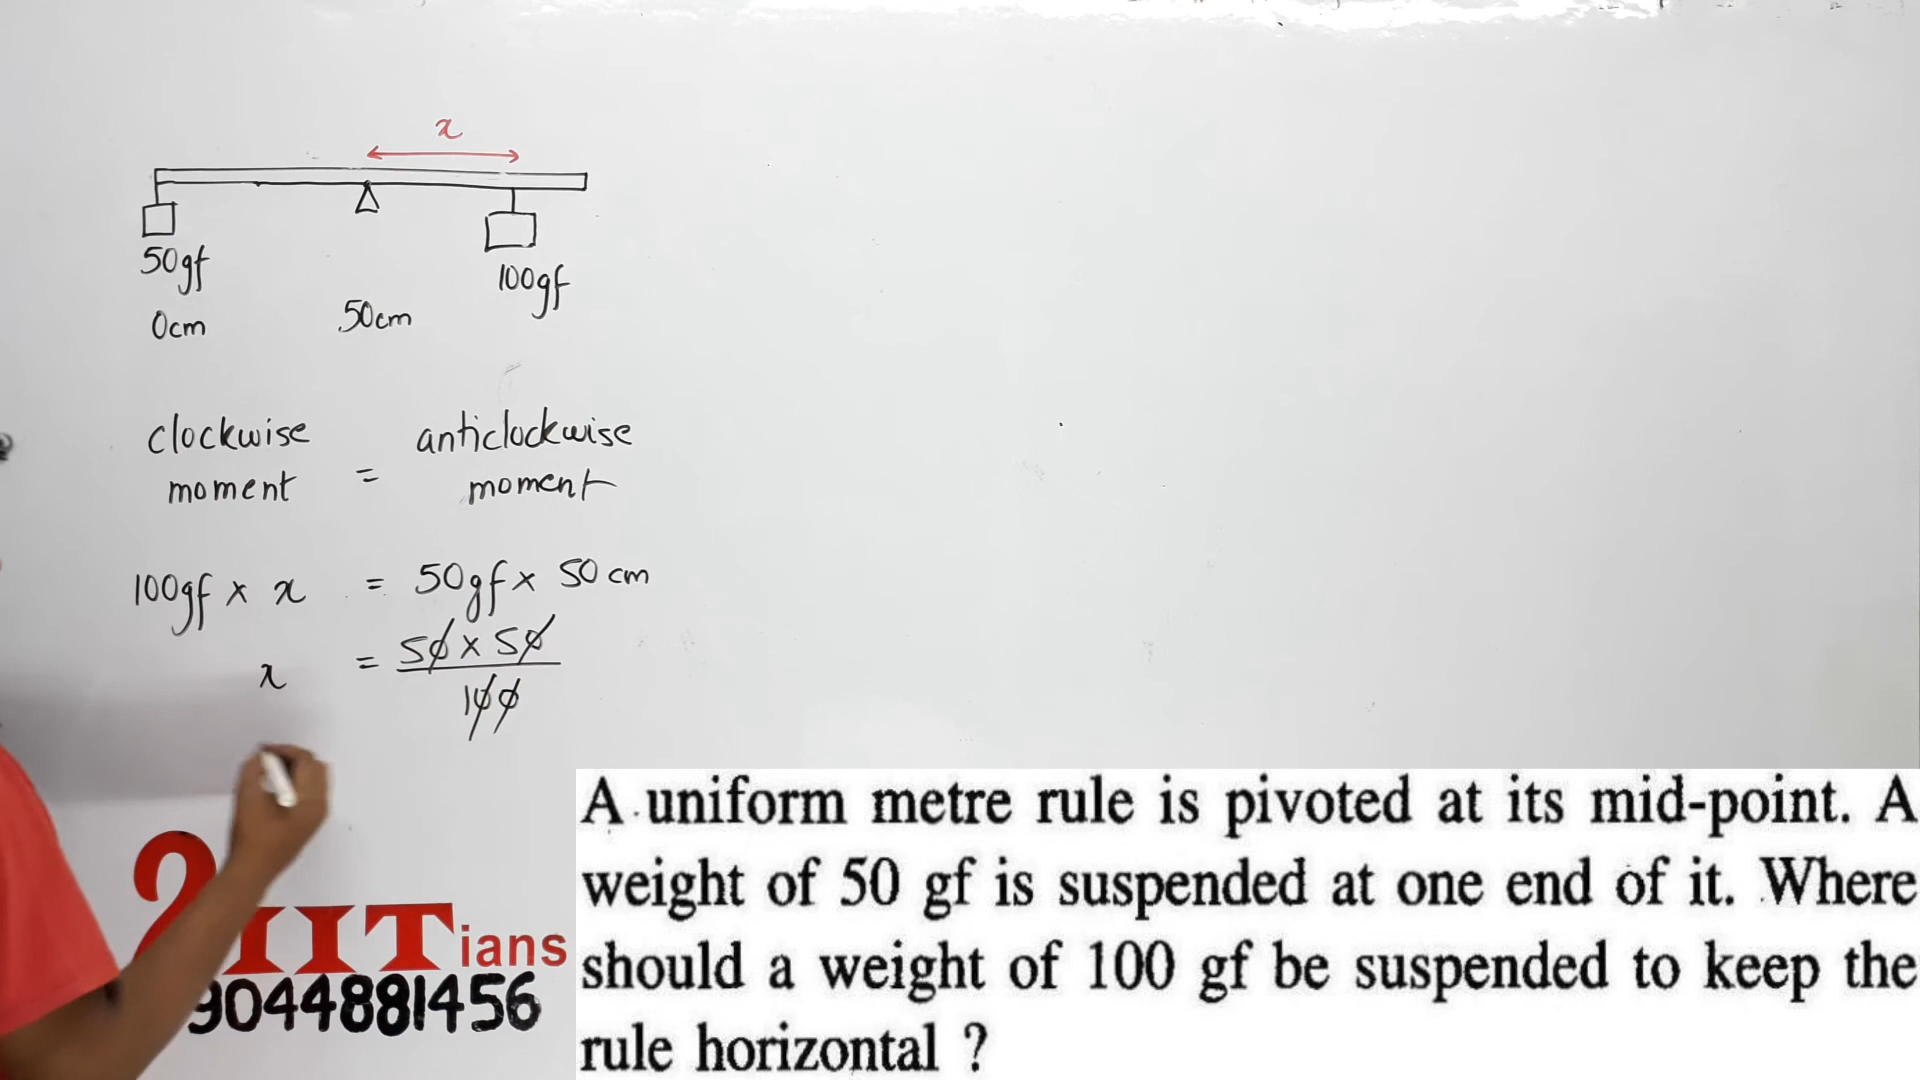 x
50gf
100gf
0cm
50cm
clockwise anticlockwise
moment = moment
100gf × x = 50gf × 50 cm
x = 50 × 50
100
2IITians
9044881456
A uniform metre rule is pivoted at its mid-point. A
weight of 50 gf is suspended at one end of it. Where
should a weight of 100 gf be suspended to keep the
rule horizontal ?